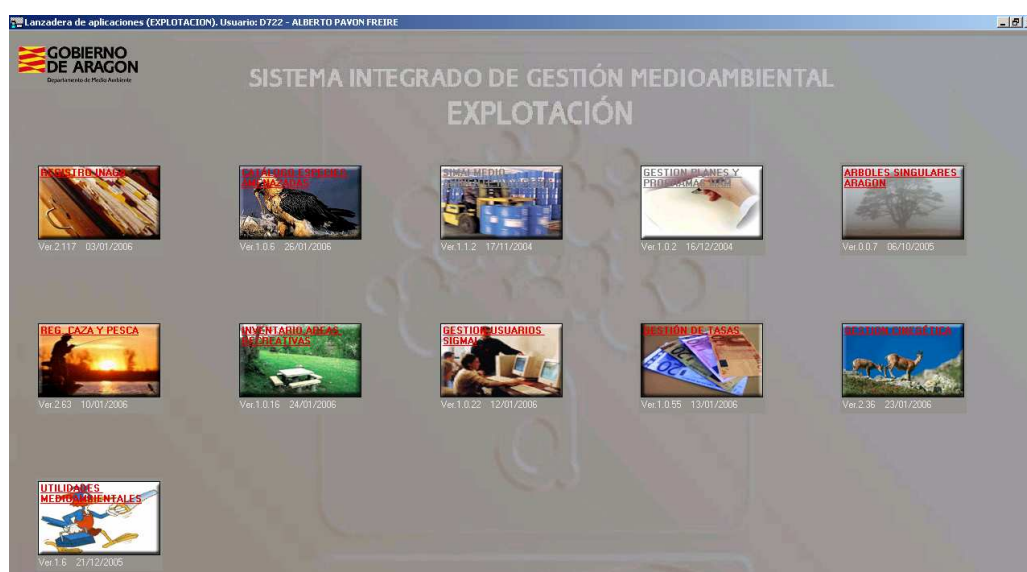 Lanzadera de aplicaciones (EXPLOTACION). Usuario: D722 - ALBERTO PAVON FREIRE
GOBIERNO
DE ARAGON
Departamento de Medio Ambiente
SISTEMA INTEGRADO DE GESTIÓN MEDIOAMBIENTAL
EXPLOTACIÓN
REGISTRO INAGA
Ver.2.117 03/01/2006
CATÁLOGO ESPECIES
AMENAZADAS
Ver.1.0.6 26/01/2006
SIMAI MEDIO
Ver.1.1.2 17/11/2004
GESTION PLANES Y
PROGRAMAS
Ver.1.0.2 16/12/2004
ARBOLES SINGULARES
ARAGON
Ver.0.0.7 06/10/2005
REG. CAZA Y PESCA
Ver.2.63 10/01/2006
INVENTARIO AREAS
RECREATIVAS
Ver.1.0.16 24/01/2006
GESTION USUARIOS
SIGMA
Ver.1.0.22 12/01/2006
GESTIÓN DE TASAS
Ver.1.0.55 13/01/2006
GESTION CINEGÉTICA
Ver.2.36 23/01/2006
UTILIDADES
MEDIOAMBIENTALES
Ver.1.6 21/12/2005